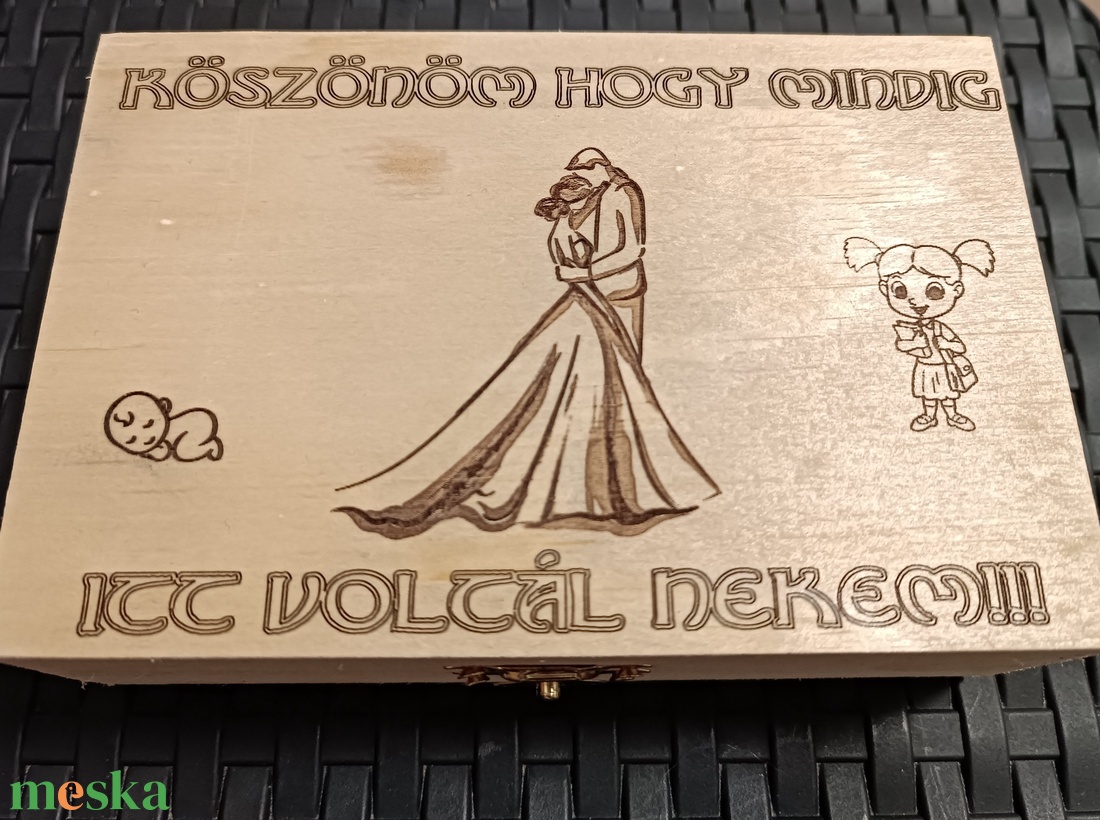 KÖSZÖNÖM HOGY MINDIG
ITT VOLTÁL NEKEM!!!
meska